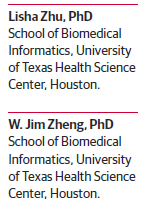 Lisha Zhu, PhD
School of Biomedical
Informatics, University
of Texas Health Science
Center, Houston.
W. Jim Zheng, PhD
School of Biomedical
Informatics, University
of Texas Health Science
Center, Houston.